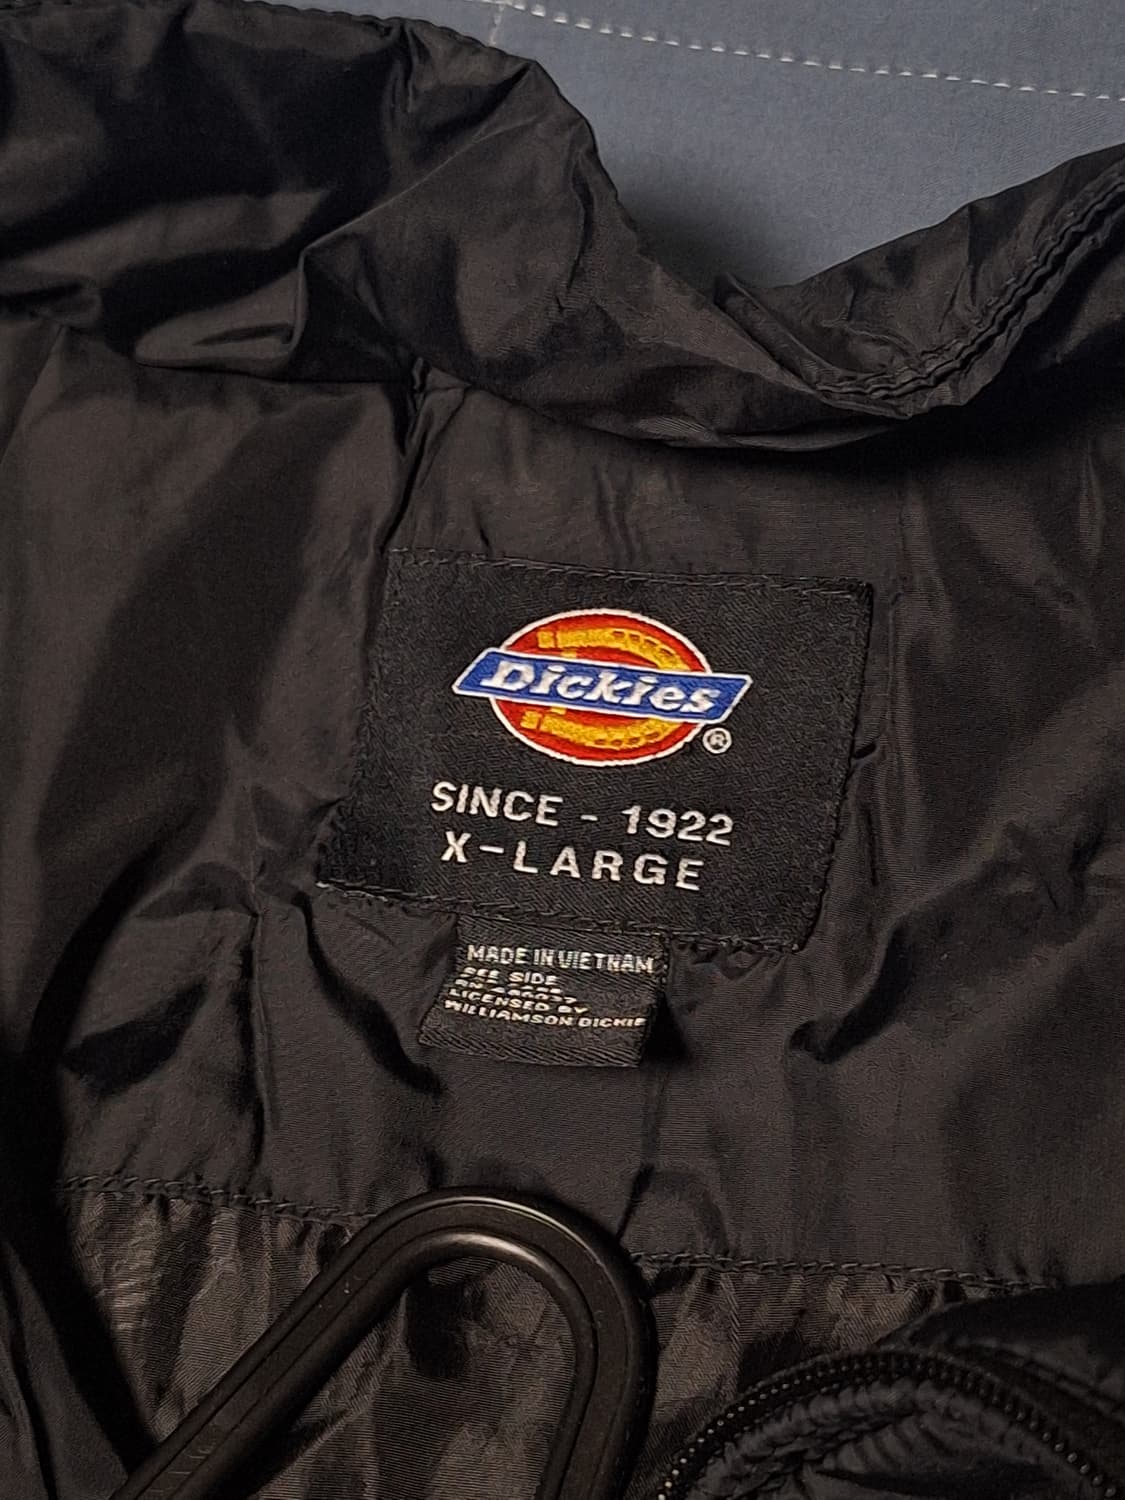 Dickies ®
SINCE - 1922
X-LARGE
MADE IN VIETNAM
SEE SIDE
LICENSED BY
WILLIAMSON DICKIE